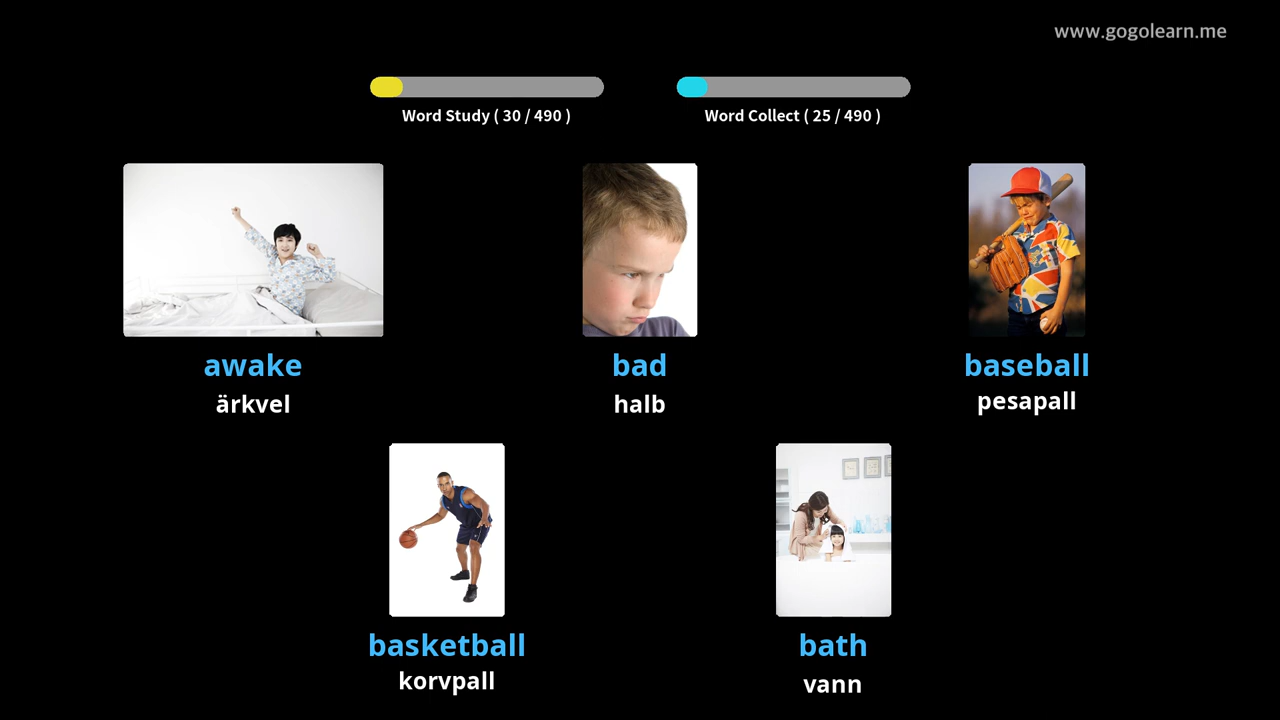 www.gogolearn.me
Word Study ( 30 / 490 )
Word Collect ( 25 / 490 )
awake
ärkvel
bad
halb
baseball
pesapall
basketball
korvpall
bath
vann